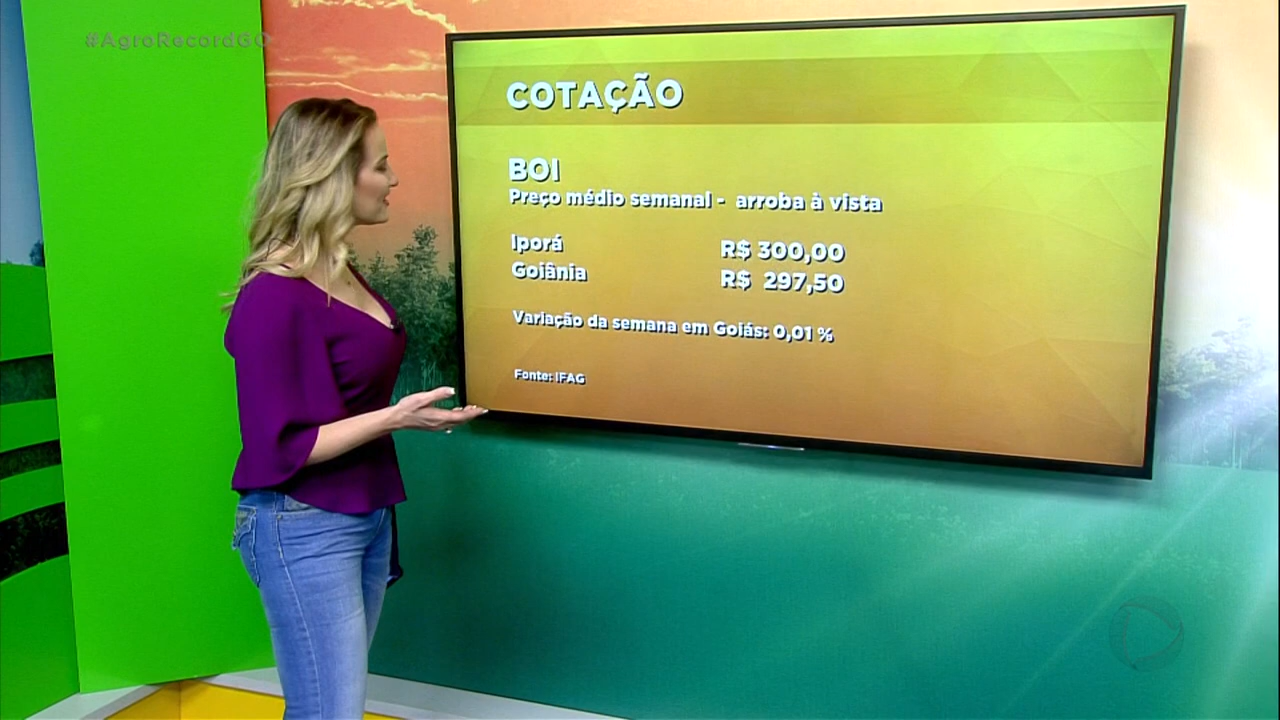 #AgroRecordGO
COTAÇÃO
BOI
Preço médio semanal - arroba à vista
Iporá R$ 300,00
Goiânia R$ 297,50
Variação da semana em Goiás: 0,01 %
Fonte: IFAG